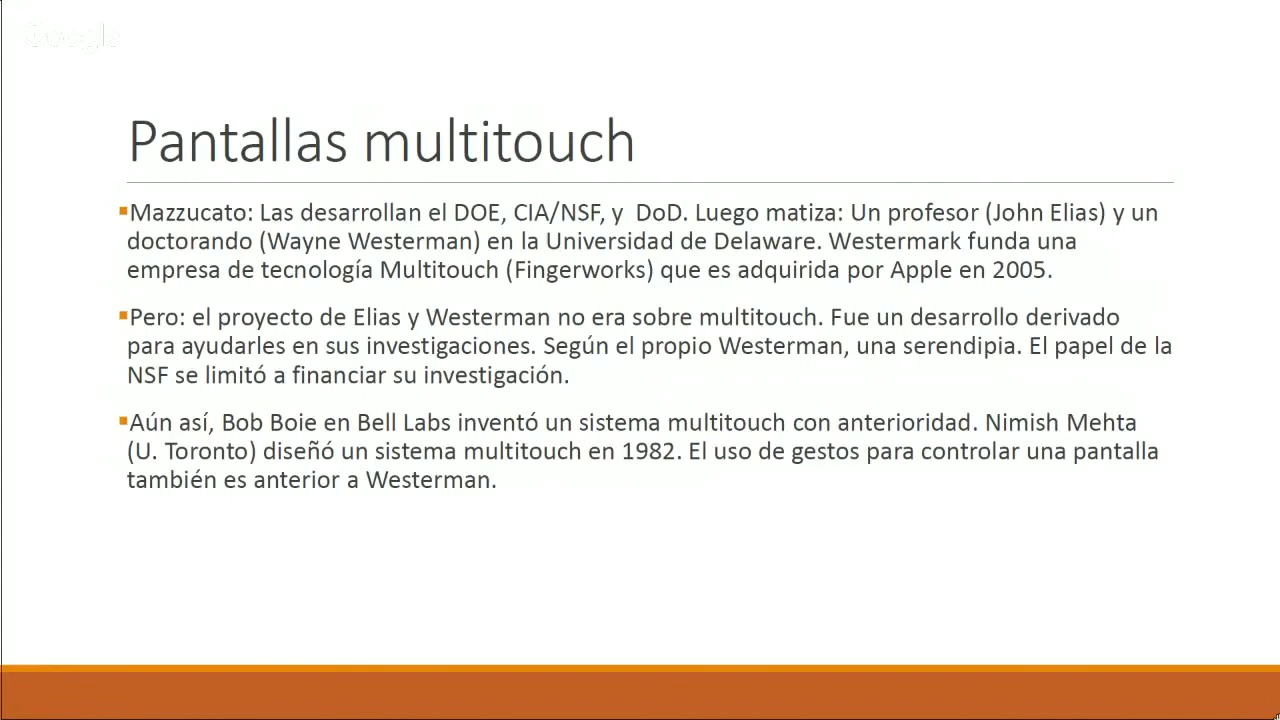 Google
Pantallas multitouch
▪Mazzucato: Las desarrollan el DOE, CIA/NSF, y DoD. Luego matiza: Un profesor (John Elias) y un
doctorando (Wayne Westerman) en la Universidad de Delaware. Westermark funda una
empresa de tecnología Multitouch (Fingerworks) que es adquirida por Apple en 2005.
▪Pero: el proyecto de Elias y Westerman no era sobre multitouch. Fue un desarrollo derivado
para ayudarles en sus investigaciones. Según el propio Westerman, una serendipia. El papel de la
NSF se limitó a financiar su investigación.
▪Aún así, Bob Boie en Bell Labs inventó un sistema multitouch con anterioridad. Nimish Mehta
(U. Toronto) diseñó un sistema multitouch en 1982. El uso de gestos para controlar una pantalla
también es anterior a Westerman.